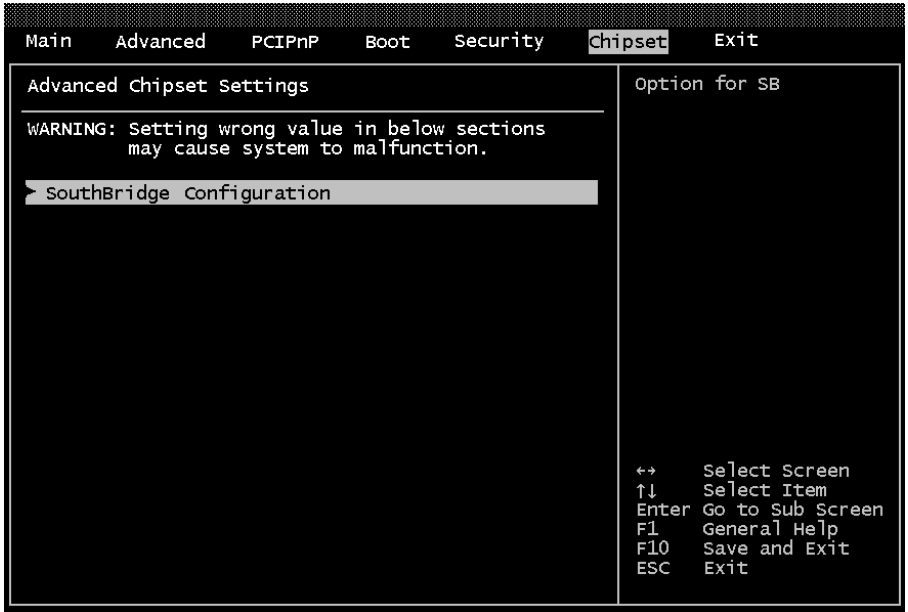 Main Advanced PCIPnP Boot Security Chipset Exit
Advanced Chipset Settings
WARNING: Setting wrong value in below sections
may cause system to malfunction.
► SouthBridge Configuration
Option for SB
←→ Select Screen
↑↓ Select Item
Enter Go to Sub Screen
F1 General Help
F10 Save and Exit
ESC Exit